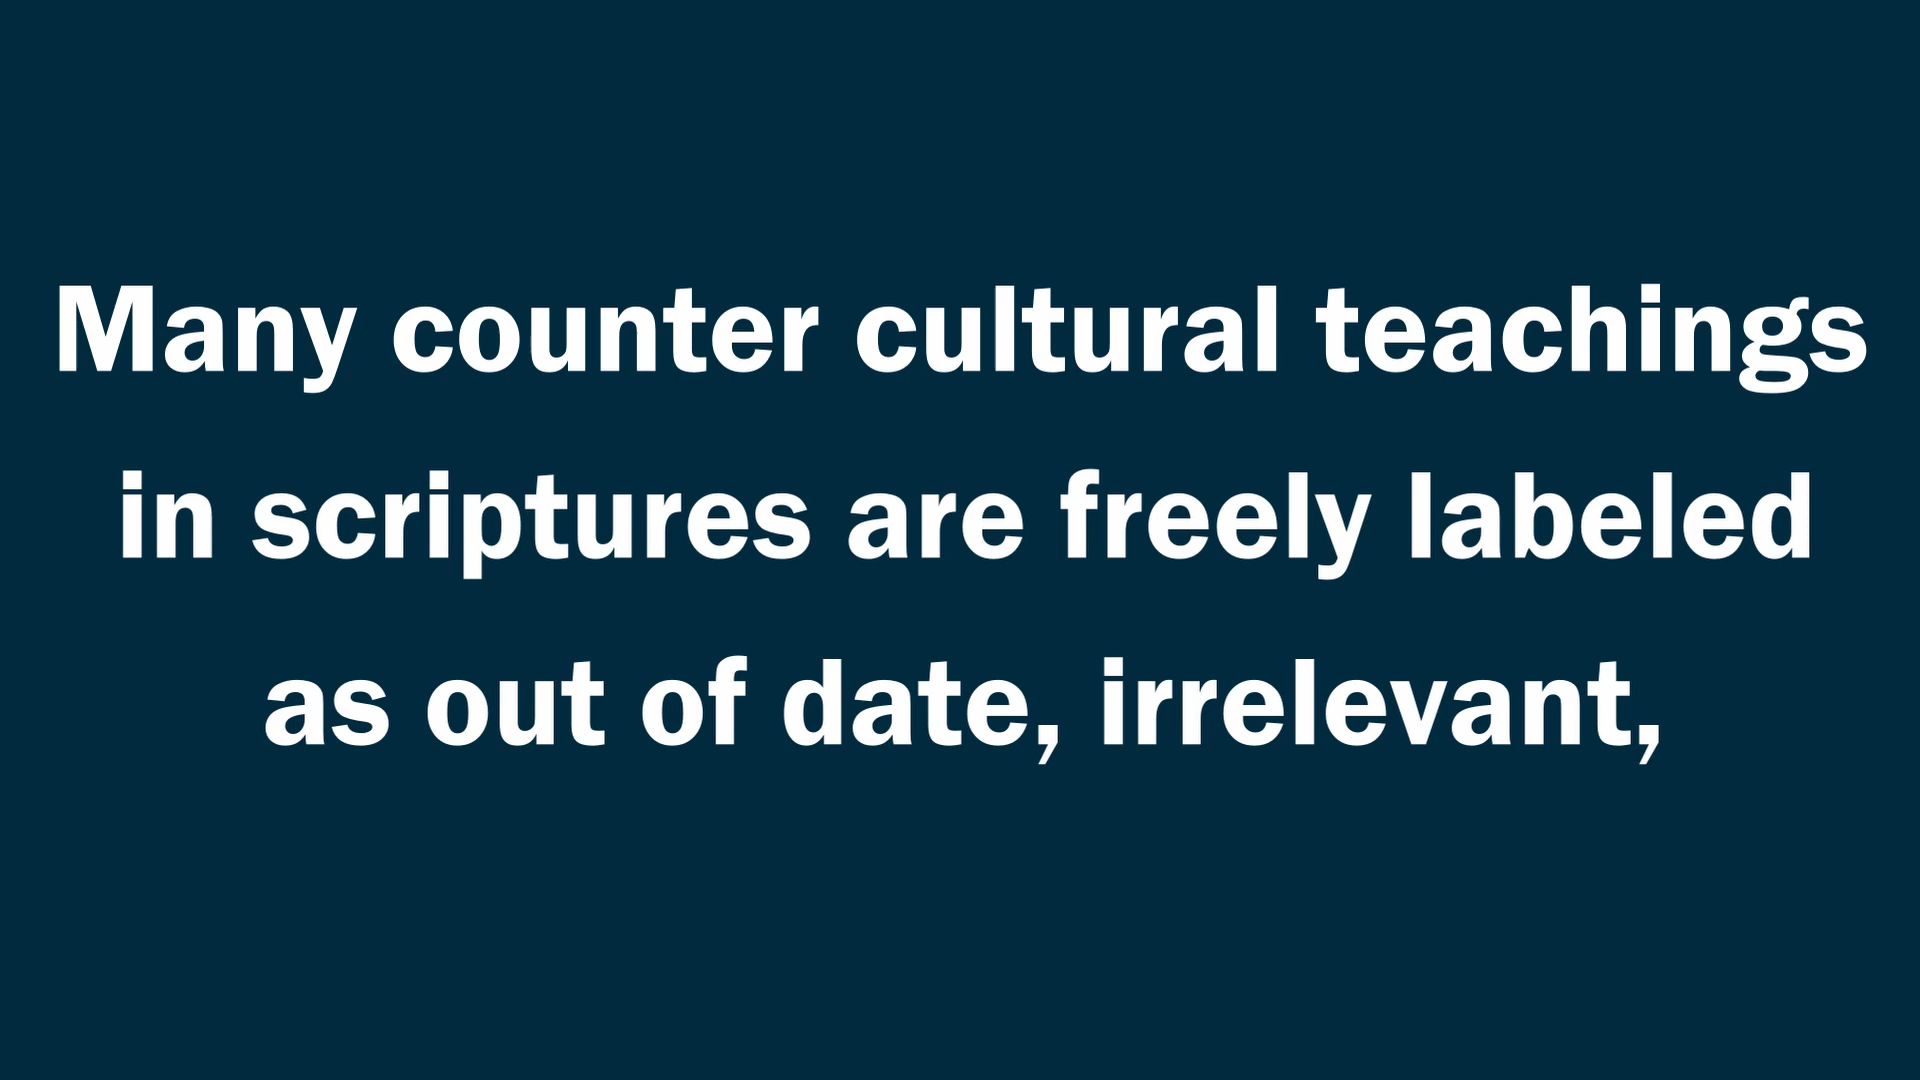 Many counter cultural teachings
in scriptures are freely labeled
as out of date, irrelevant,